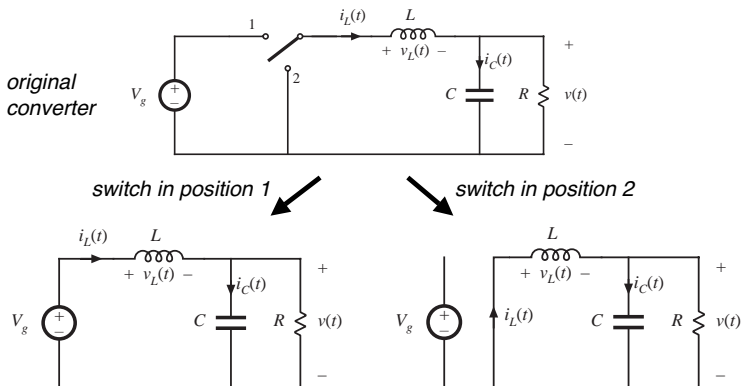 1
i_L(t)
L
+ v_L(t) −
i_C(t)
+
original
converter
V_g
+
−
2
C
R
v(t)
−
switch in position 1
switch in position 2
i_L(t)
L
+ v_L(t) −
i_C(t)
+
V_g
+
−
C
R
v(t)
−
L
+ v_L(t) −
i_C(t)
+
V_g
+
−
i_L(t)
C
R
v(t)
−